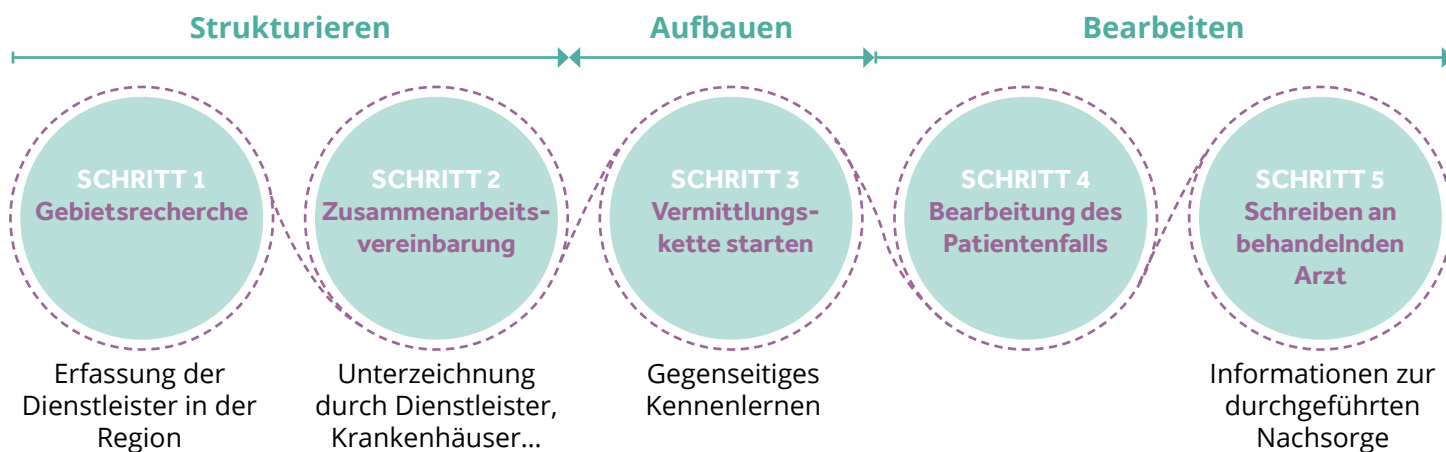 Strukturieren
Aufbauen
Bearbeiten
SCHRITT 1
Gebietsrecherche
SCHRITT 2
Zusammenarbeits-
vereinbarung
SCHRITT 3
Vermittlungs-
kette starten
SCHRITT 4
Bearbeitung des
Patientenfalls
SCHRITT 5
Schreiben an
behandelnden
Arzt
Erfassung der
Dienstleister in der
Region
Unterzeichnung
durch Dienstleister,
Krankenhäuser...
Gegenseitiges
Kennenlernen
Informationen zur
durchgeführten
Nachsorge